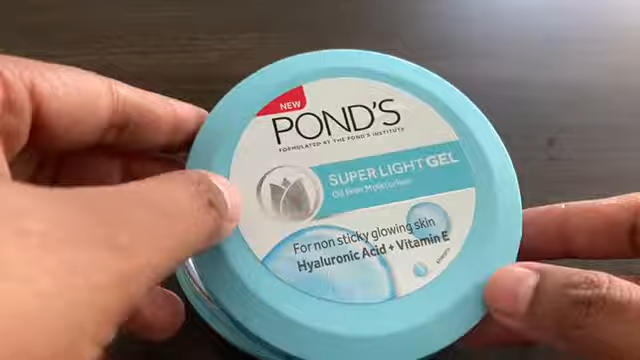 NEW
POND'S
FORMULATED BY THE POND'S INSTITUTE
SUPER LIGHT GEL
Oil Free Moisturiser
For non sticky glowing skin
Hyaluronic Acid + Vitamin E